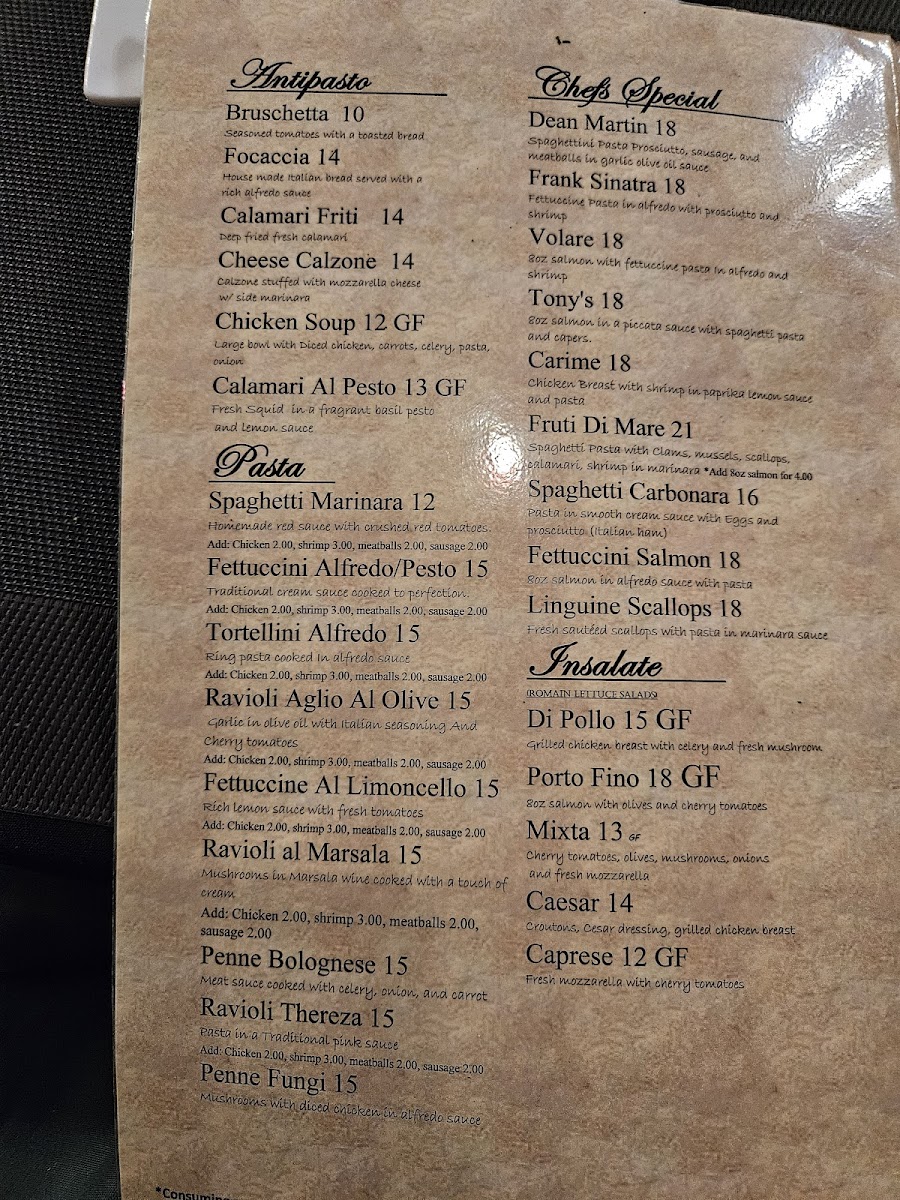 Antipasto
Bruschetta 10
Seasoned tomatoes with a toasted bread
Focaccia 14
House made Italian bread served with a
rich alfredo sauce
Calamari Friti 14
Deep fried fresh calamari
Cheese Calzone 14
Calzone stuffed with mozzarella cheese
w/ side marinara
Chicken Soup 12 GF
Large bowl with Diced chicken, carrots, celery, pasta,
onion
Calamari Al Pesto 13 GF
Fresh Squid in a fragrant basil pesto
and lemon sauce
Pasta
Spaghetti Marinara 12
Homemade red sauce with crushed red tomatoes.
Add: Chicken 2.00, shrimp 3.00, meatballs 2.00, sausage 2.00
Fettuccini Alfredo/Pesto 15
Traditional cream sauce cooked to perfection.
Add: Chicken 2.00, shrimp 3.00, meatballs 2.00, sausage 2.00
Tortellini Alfredo 15
Ring pasta cooked In alfredo sauce
Add: Chicken 2.00, shrimp 3.00, meatballs 2.00, sausage 2.00
Ravioli Aglio Al Olive 15
Garlic in olive oil with Italian seasoning And
Cherry tomatoes
Add: Chicken 2.00, shrimp 3.00, meatballs 2.00, sausage 2.00
Fettuccine Al Limoncello 15
Rich lemon sauce with fresh tomatoes
Add: Chicken 2.00, shrimp 3.00, meatballs 2.00, sausage 2.00
Ravioli al Marsala 15
Mushrooms in Marsala wine cooked with a touch of
cream
Add: Chicken 2.00, shrimp 3.00, meatballs 2.00,
sausage 2.00
Penne Bolognese 15
Meat sauce cooked with celery, onion, and carrot
Ravioli Thereza 15
Pasta in a Traditional pink sauce
Add: Chicken 2.00, shrimp 3.00, meatballs 2.00, sausage 2.00
Penne Fungi 15
Mushrooms with diced chicken in alfredo sauce
*Consuming
Chefs Special
Dean Martin 18
Spaghettini Pasta Prosciutto, sausage, and
meatballs in garlic olive oil sauce
Frank Sinatra 18
Fettuccine Pasta in alfredo with prosciutto and
shrimp
Volare 18
8oz salmon with fettuccine pasta In alfredo and
shrimp
Tony's 18
8oz salmon in a piccata sauce with spaghetti pasta
and capers.
Carime 18
Chicken Breast with shrimp in paprika lemon sauce
and pasta
Fruti Di Mare 21
Spaghetti Pasta with Clams, mussels, scallops,
calamari, shrimp in marinara *Add 8oz salmon for 4.00
Spaghetti Carbonara 16
Pasta in smooth cream sauce with Eggs and
prosciutto (Italian ham)
Fettuccini Salmon 18
8oz salmon in alfredo sauce with pasta
Linguine Scallops 18
Fresh sautéed scallops with pasta in marinara sauce
Insalate
(ROMAIN LETTUCE SALADS)
Di Pollo 15 GF
Grilled chicken breast with celery and fresh mushroom
Porto Fino 18 GF
8oz salmon with olives and cherry tomatoes
Mixta 13 GF
Cherry tomatoes, olives, mushrooms, onions
and fresh mozzarella
Caesar 14
Croutons, Cesar dressing, grilled chicken breast
Caprese 12 GF
Fresh mozzarella with cherry tomatoes